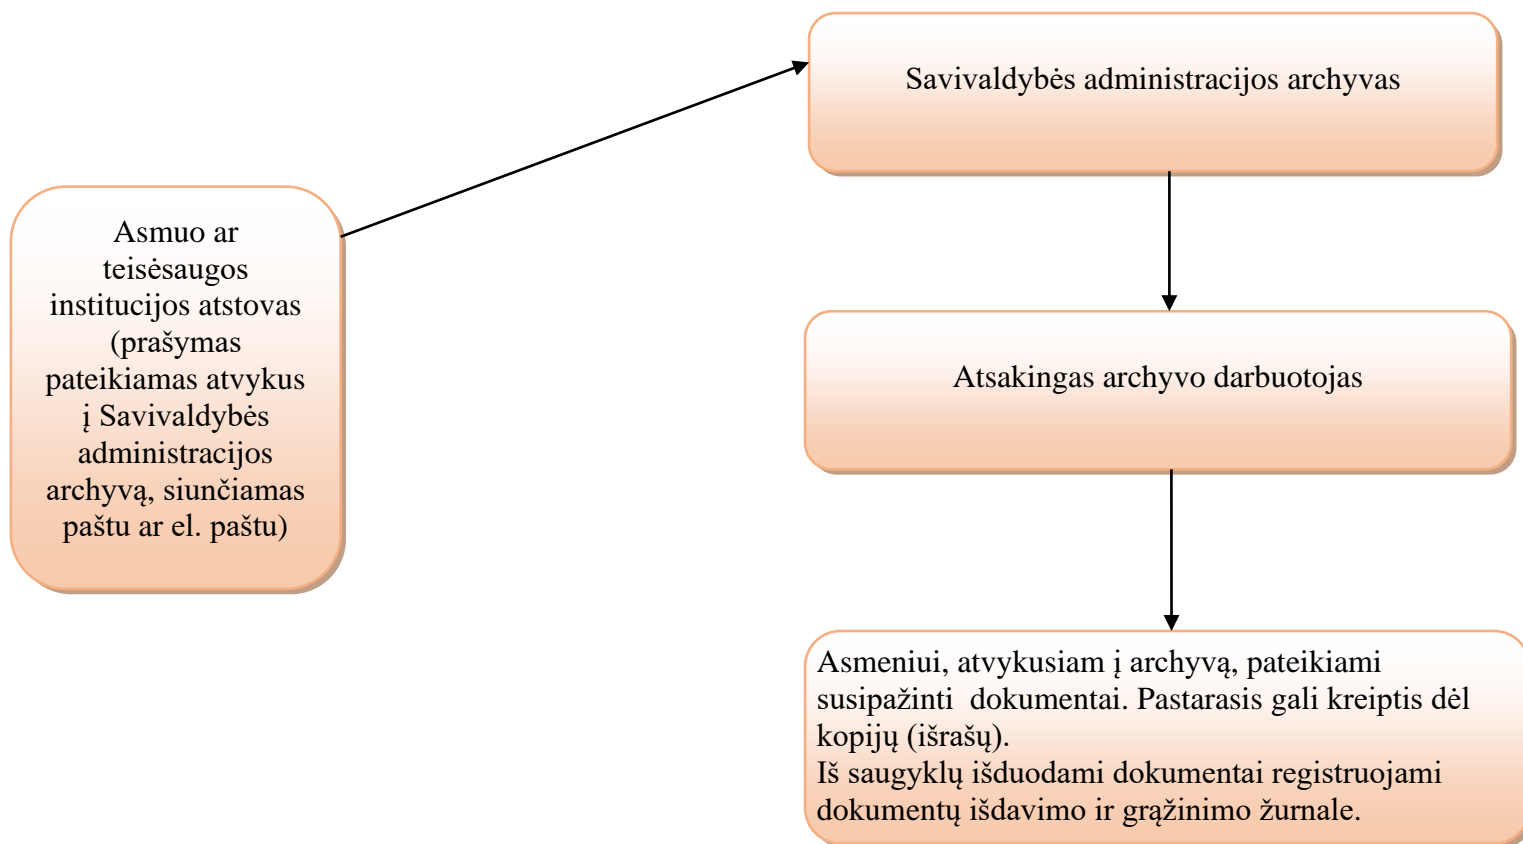 Savivaldybės administracijos archyvas
Asmuo ar
teisėsaugos
institucijos atstovas
(prašymas
pateikiamas atvykus
į Savivaldybės
administracijos
archyvą, siunčiamas
paštu ar el. paštu)
Atsakingas archyvo darbuotojas
Asmeniui, atvykusiam į archyvą, pateikiami
susipažinti  dokumentai. Pastarasis gali kreiptis dėl
kopijų (išrašų).
Iš saugyklų išduodami dokumentai registruojami
dokumentų išdavimo ir grąžinimo žurnale.